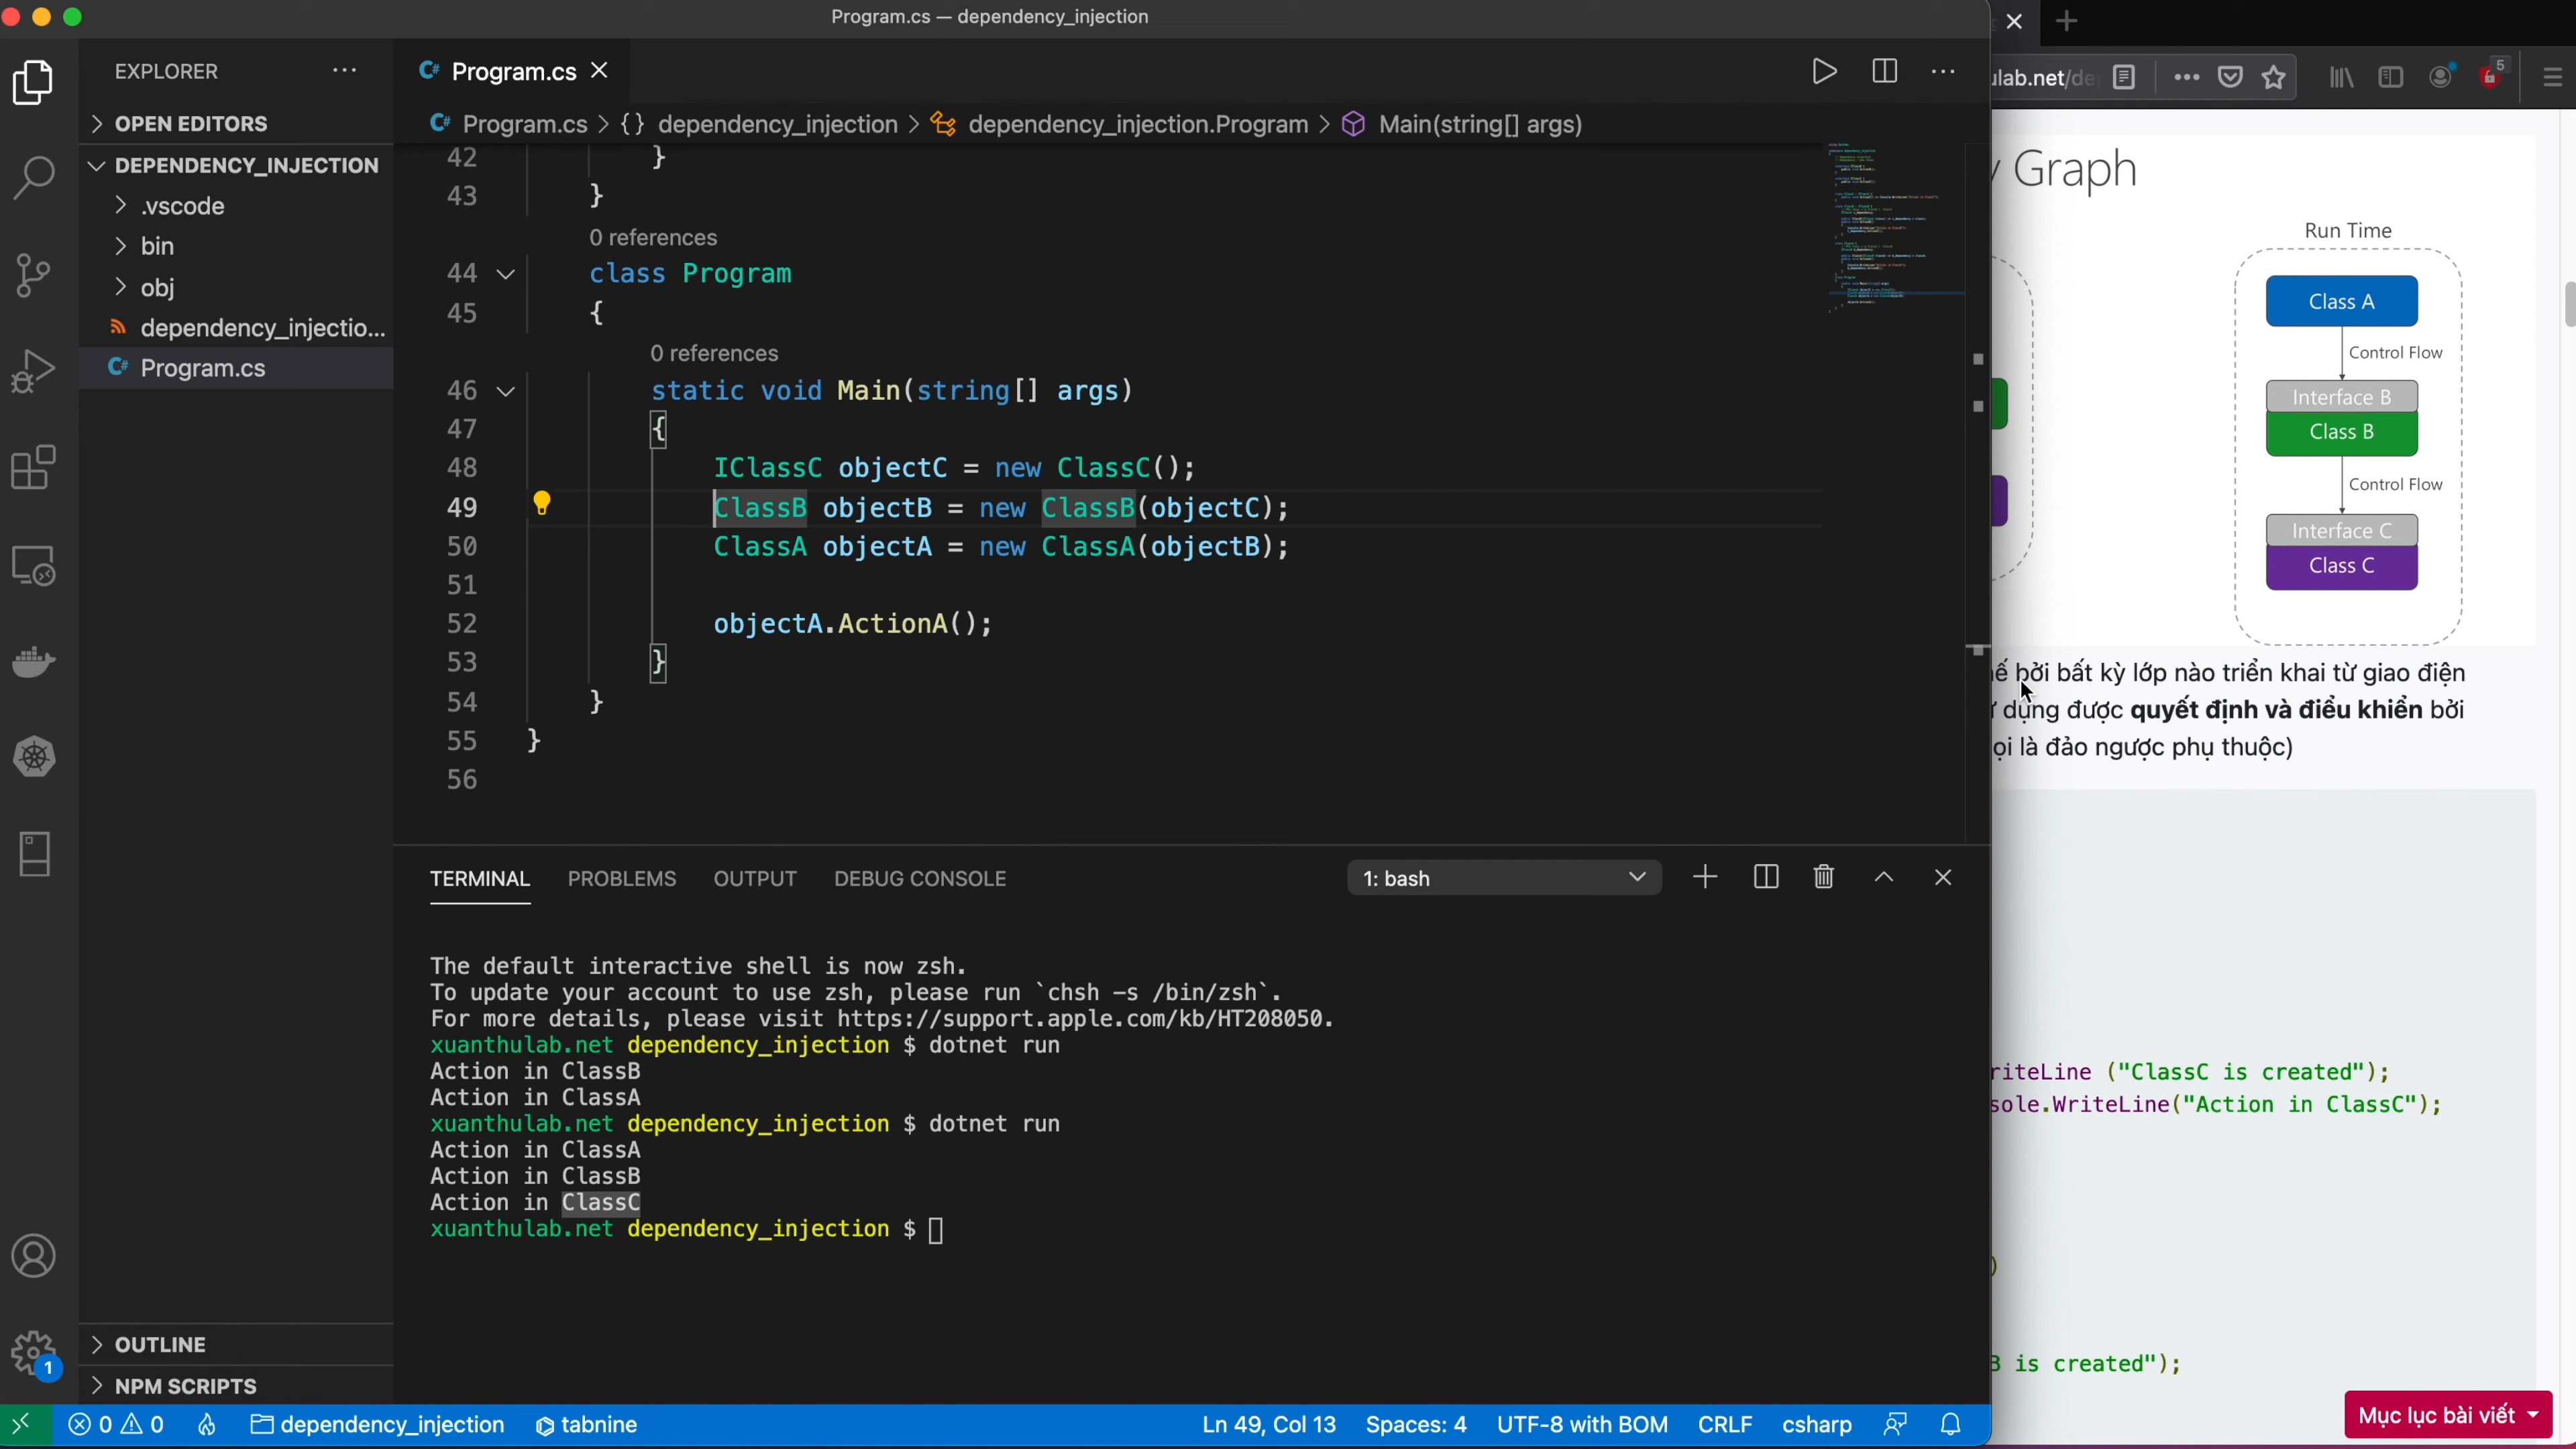 Program.cs — dependency_injection
EXPLORER
OPEN EDITORS
DEPENDENCY_INJECTION
.vscode
bin
obj
dependency_injectio...
Program.cs
OUTLINE
NPM SCRIPTS
Program.cs
Program.cs > {} dependency_injection > dependency_injection.Program > Main(string[] args)
42 }
43 }
0 references
44 class Program
45 {
0 references
46 static void Main(string[] args)
47 {
48 IClassC objectC = new ClassC();
49 ClassB objectB = new ClassB(objectC);
50 ClassA objectA = new ClassA(objectB);
51
52 objectA.ActionA();
53 }
54 }
55 }
56
TERMINAL PROBLEMS OUTPUT DEBUG CONSOLE
1: bash
The default interactive shell is now zsh.
To update your account to use zsh, please run `chsh -s /bin/zsh`.
For more details, please visit https://support.apple.com/kb/HT208050.
xuanthulab.net dependency_injection $ dotnet run
Action in ClassB
Action in ClassA
xuanthulab.net dependency_injection $ dotnet run
Action in ClassA
Action in ClassB
Action in ClassC
xuanthulab.net dependency_injection $
1
0 0 dependency_injection tabnine
Ln 49, Col 13 Spaces: 4 UTF-8 with BOM CRLF csharp
ulab.net/de
5
y Graph
Run Time
Class A
Control Flow
Interface B
Class B
Control Flow
Interface C
Class C
bởi bất kỳ lớp nào triển khai từ giao diện
dụng được quyết định và điều khiển bởi
ọi là đảo ngược phụ thuộc)
riteLine ("ClassC is created");
sole.WriteLine("Action in ClassC");
)
B is created");
Mục lục bài viết